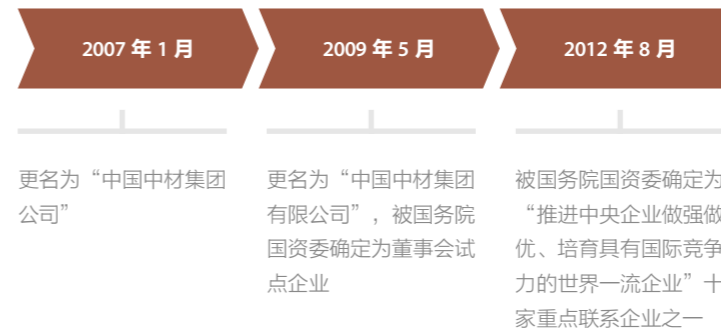 2007 年 1 月
2009 年 5 月
2012 年 8 月
更名为“中国中材集团
公司”
更名为“中国中材集团
有限公司”，被国务院
国资委确定为董事会试
点企业
被国务院国资委确定为
“推进中央企业做强做
优、培育具有国际竞争
力的世界一流企业”十
家重点联系企业之一